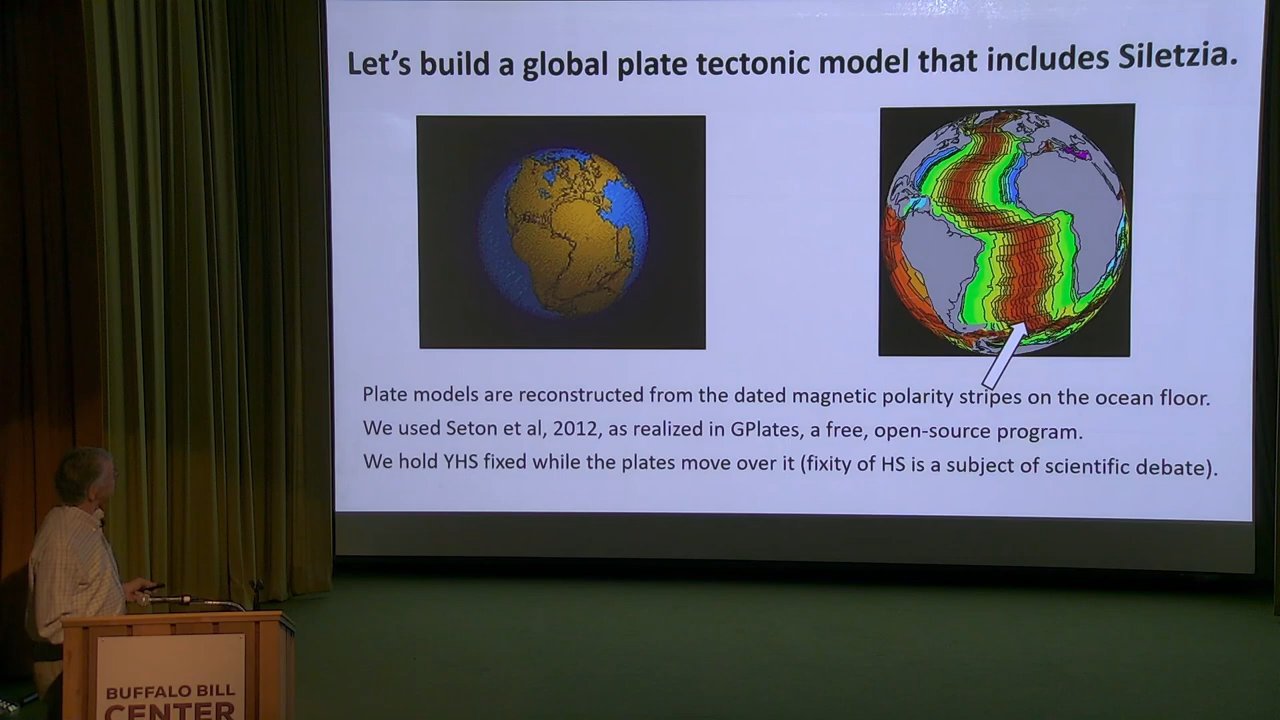 Let's build a global plate tectonic model that includes Siletzia.
Plate models are reconstructed from the dated magnetic polarity stripes on the ocean floor.
We used Seton et al, 2012, as realized in GPlates, a free, open-source program.
We hold YHS fixed while the plates move over it (fixity of HS is a subject of scientific debate).
BUFFALO BILL
CENTER